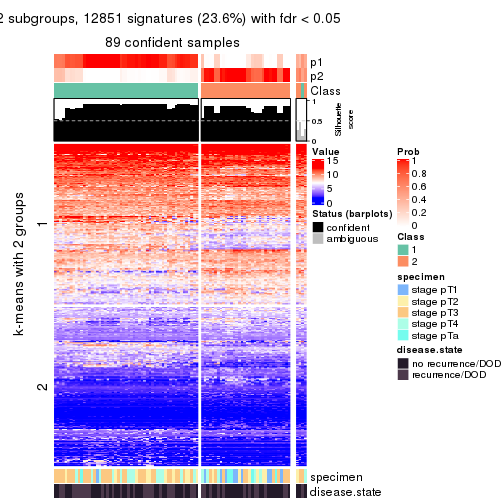 2 subgroups, 12851 signatures (23.6%) with fdr < 0.05
89 confident samples
p1
p2
Class
1
0.5
0
Silhouette
score
k-means with 2 groups
1
2
Value
15
10
5
0
Status (barplots)
confident
ambiguous
Prob
1
0.8
0.6
0.4
0.2
0
Class
1
2
specimen
stage pT1
stage pT2
stage pT3
stage pT4
stage pTa
disease.state
no recurrence/DOD
recurrence/DOD
specimen
disease.state